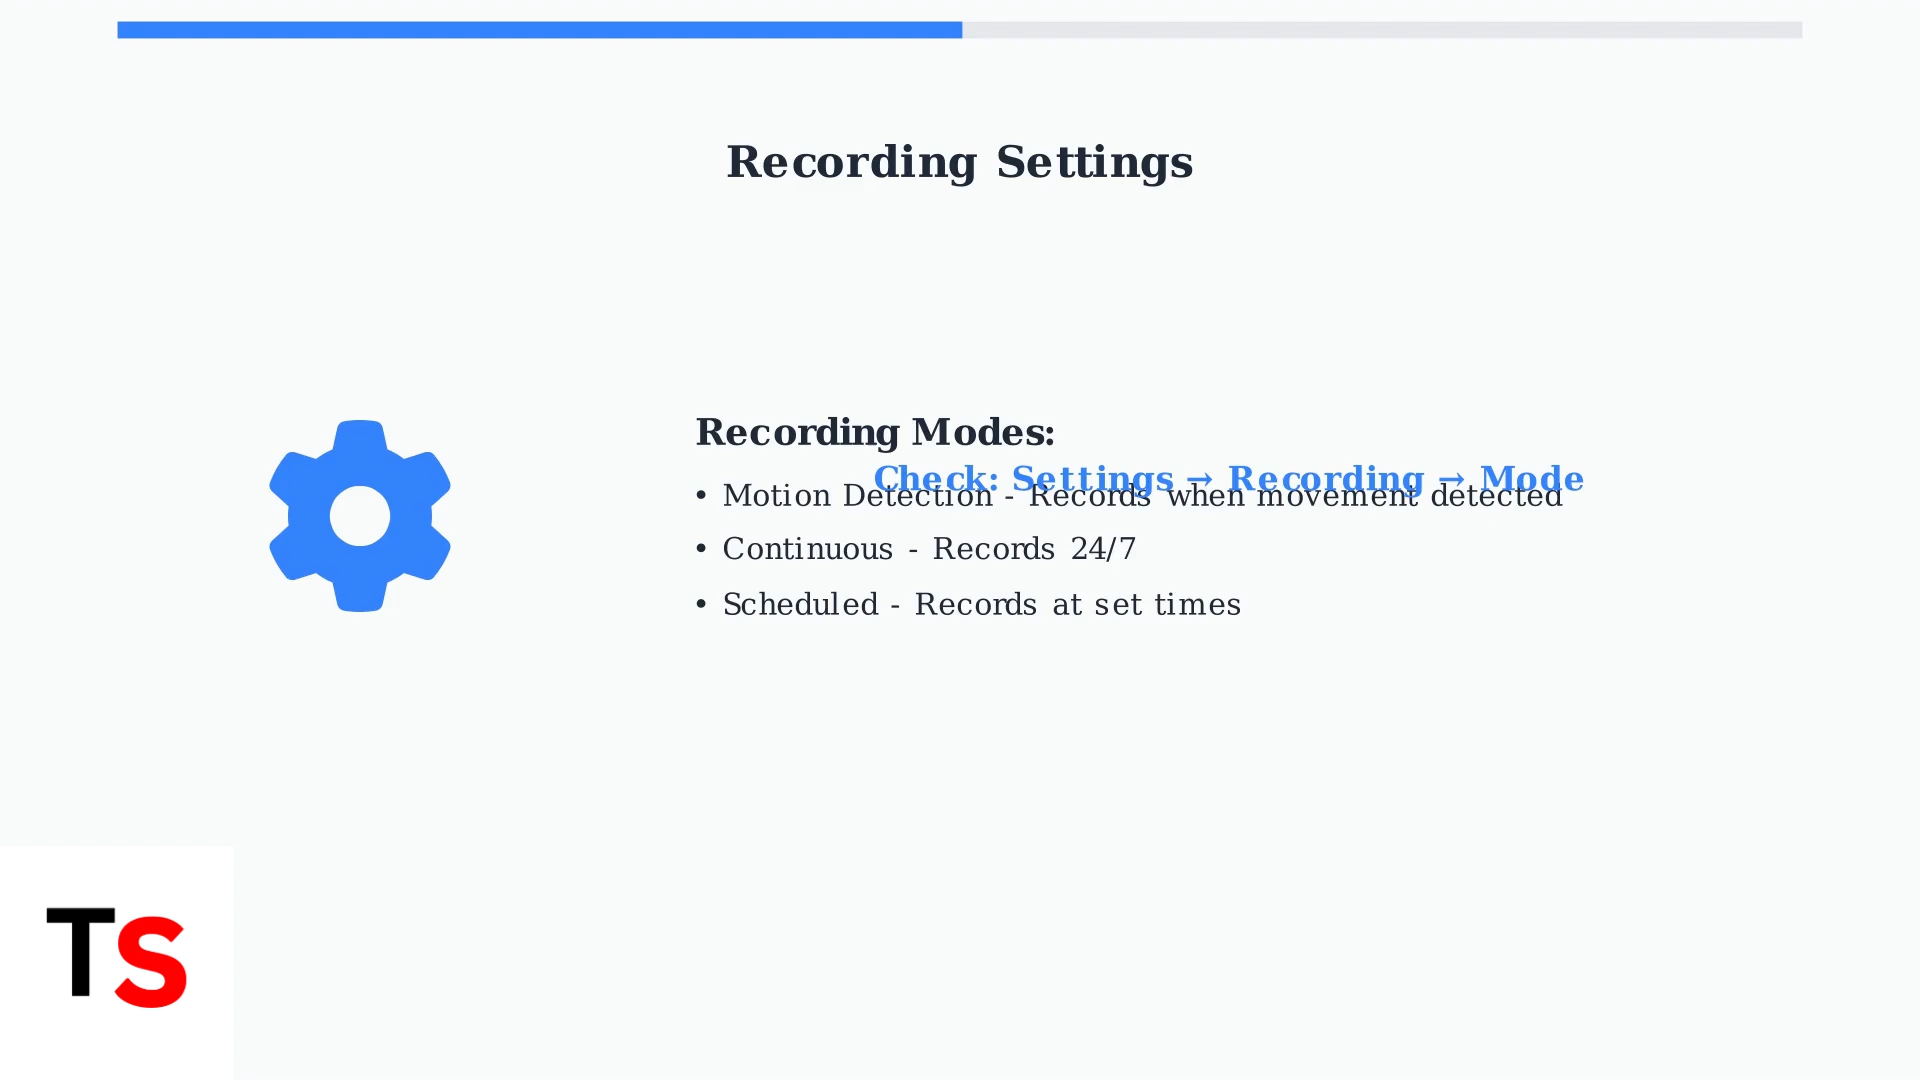 Recording Settings
Recording Modes:
Check: Settings → Recording → Mode
• Motion Detection - Records when movement detected
• Continuous - Records 24/7
• Scheduled - Records at set times
TS